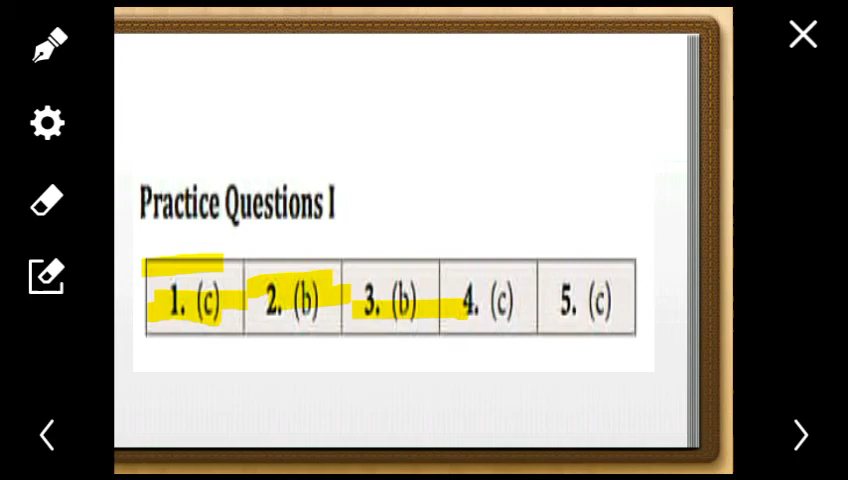 Practice Questions I
1. (c) 2. (b) 3. (b) 4. (c) 5. (c)